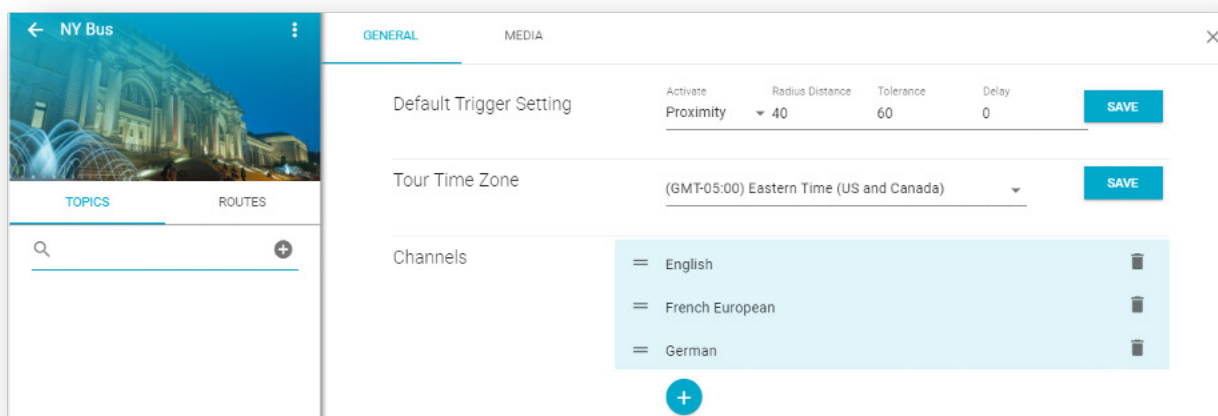 NY Bus
TOPICS ROUTES
GENERAL MEDIA
Default Trigger Setting
Activate Radius Distance Tolerance Delay
Proximity 40 60 0
SAVE
Tour Time Zone
(GMT-05:00) Eastern Time (US and Canada)
SAVE
Channels
English
French European
German